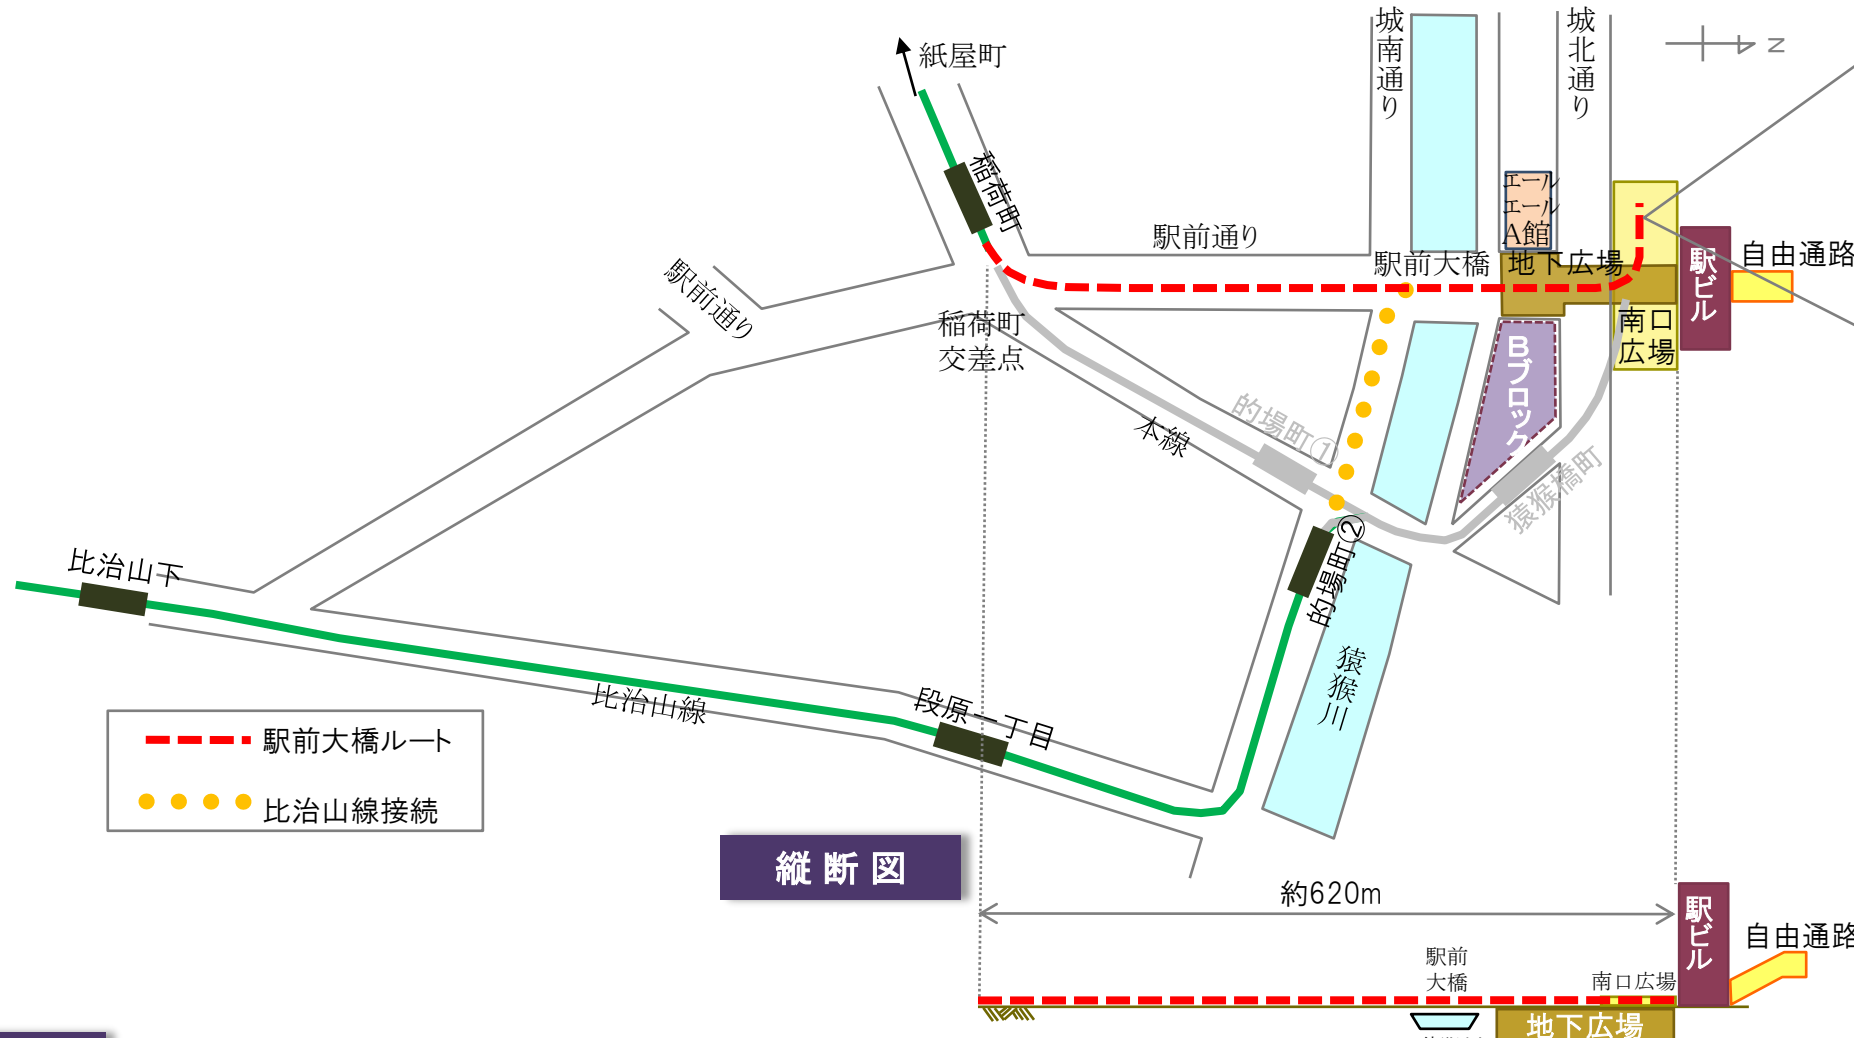 紙屋町
城南通り
城北通り
N
稲荷町
エール
エール
A館
駅前通り
駅前大橋
地下広場
駅ビル
自由通路
駅前通り
稲荷町
交差点
南口
広場
Bブロック
的場町①
本線
猿猴橋町
的場町②
比治山下
猿猴川
比治山線
段原一丁目
駅前大橋ルート
比治山線接続
縦断図
約620m
駅ビル
自由通路
駅前
大橋
南口広場
地下広場